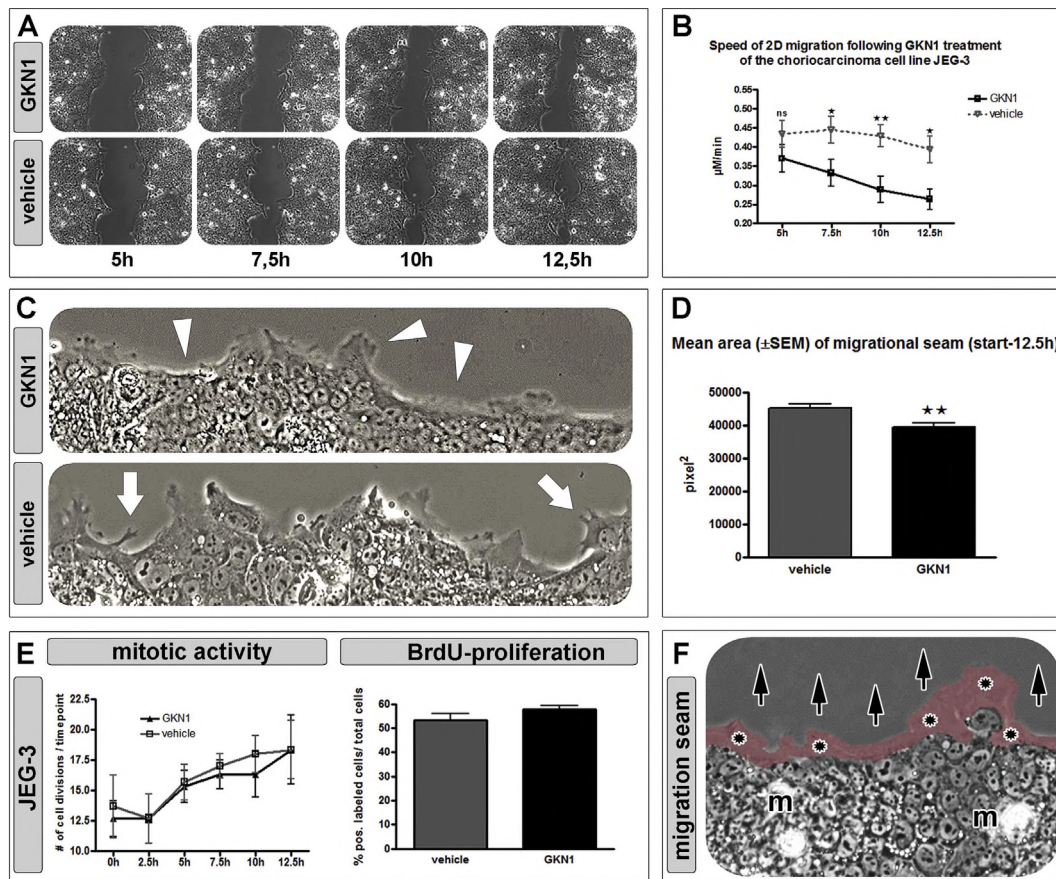 A
GKN1
vehicle
5h 7,5h 10h 12,5h
B
Speed of 2D migration following GKN1 treatment
of the choriocarcinoma cell line JEG-3
0.55
0.50
0.45
0.40
0.35
0.30
0.25
0.20
µM/min
ns ★ ★★ ★
GKN1
vehicle
5h 7.5h 10h 12.5h
C
GKN1
vehicle
D
Mean area (±SEM) of migrational seam (start-12.5h)
50000
40000
30000
20000
10000
0
pixel²
★★
vehicle GKN1
E
JEG-3
mitotic activity
22.5
20.0
17.5
15.0
12.5
10.0
# of cell divisions / timepoint
GKN1
vehicle
0h 2.5h 5h 7.5h 10h 12.5h
BrdU-proliferation
60
50
40
30
20
10
0
% pos. labeled cells/ total cells
vehicle GKN1
F
migration seam
m m